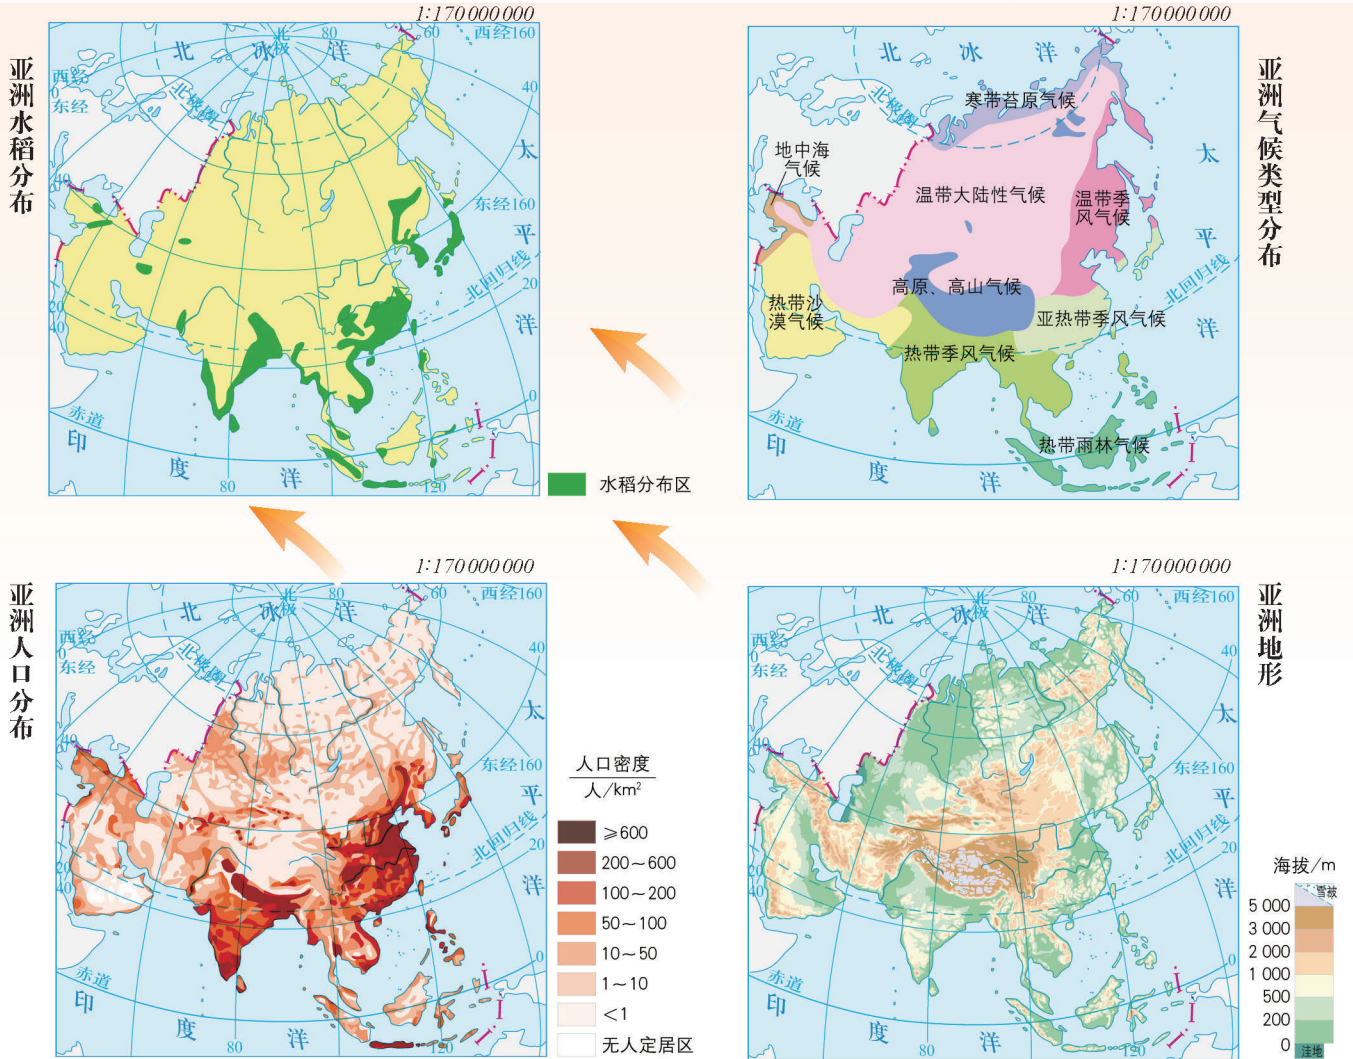 亚洲水稻分布
1:170 000 000
北冰洋
北极
80
60
西经160
西经
0
东经
北极圈
40
太
40
东经160
平
北回归线
20
20
洋
40
0
赤道
印度洋
80
120
水稻分布区
亚洲气候类型分布
1:170 000 000
北冰洋
寒带苔原气候
北极圈
地中海
气候
太
温带大陆性气候
温带季
风气候
平
北回归线
高原、高山气候
热带沙
漠气候
亚热带季风气候
洋
热带季风气候
赤道
热带雨林气候
印度洋
亚洲人口分布
1:170 000 000
北冰洋
北极
80
60
西经160
西经
0
东经
北极圈
40
太
40
东经160
平
北回归线
20
20
洋
40
0
赤道
印度洋
80
120
人口密度
人/km²
≥600
200~600
100~200
50~100
10~50
1~10
<1
无人定居区
亚洲地形
1:170 000 000
北冰洋
北极
80
60
西经160
西经
0
东经
北极圈
40
太
40
东经160
平
北回归线
20
20
洋
40
0
赤道
印度洋
80
120
海拔/m
雪被
5 000
3 000
2 000
1 000
500
200
0
洼地